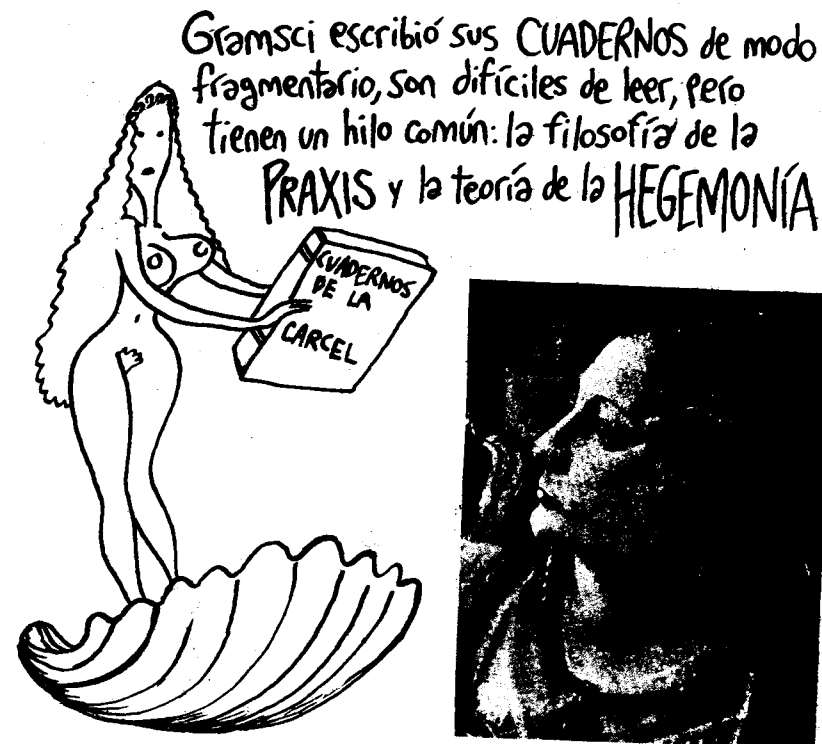 Gramsci escribió sus CUADERNOS de modo
fragmentario, son difíciles de leer, pero
tienen un hilo común: la filosofía de la
PRAXIS y la teoría de la HEGEMONÍA
CUADERNOS
DE LA
CARCEL